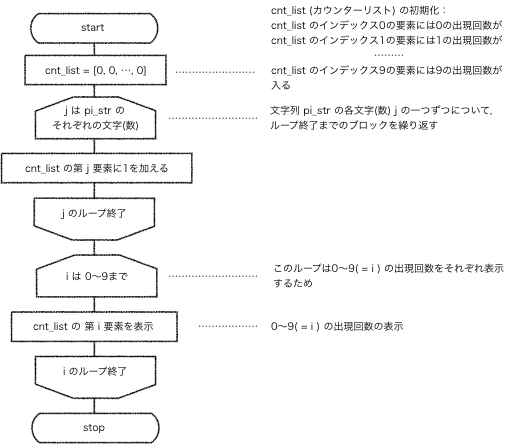 start
cnt_list (カウンターリスト) の初期化：
cnt_list のインデックス0の要素には0の出現回数が
cnt_list のインデックス1の要素には1の出現回数が
………
cnt_list のインデックス9の要素には9の出現回数が
入る
cnt_list = [0, 0, …, 0]
j は pi_str の
それぞれの文字(数)
文字列 pi_str の各文字(数) j の一つずつについて，
ループ終了までのブロックを繰り返す
cnt_list の第 j 要素に1を加える
j のループ終了
i は 0〜9まで
このループは0〜9( = i ) の出現回数をそれぞれ表示
するため
cnt_list の 第 i 要素を表示
0〜9( = i ) の出現回数の表示
i のループ終了
stop